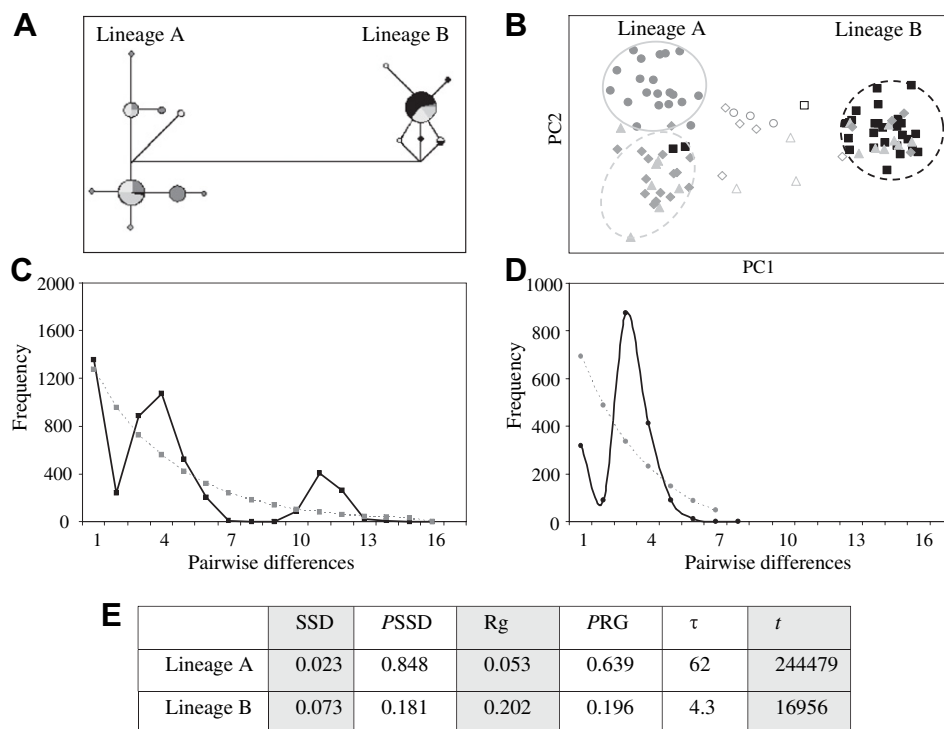 A
Lineage A
Lineage B
B
Lineage A
Lineage B
PC2
PC1
C
2000
1600
1200
800
400
0
Frequency
1 4 7 10 13 16
Pairwise differences
D
1000
800
600
400
200
0
Frequency
1 4 7 10 13 16
Pairwise differences
E
SSD PSSD Rg PRG τ t
Lineage A 0.023 0.848 0.053 0.639 62 244479
Lineage B 0.073 0.181 0.202 0.196 4.3 16956